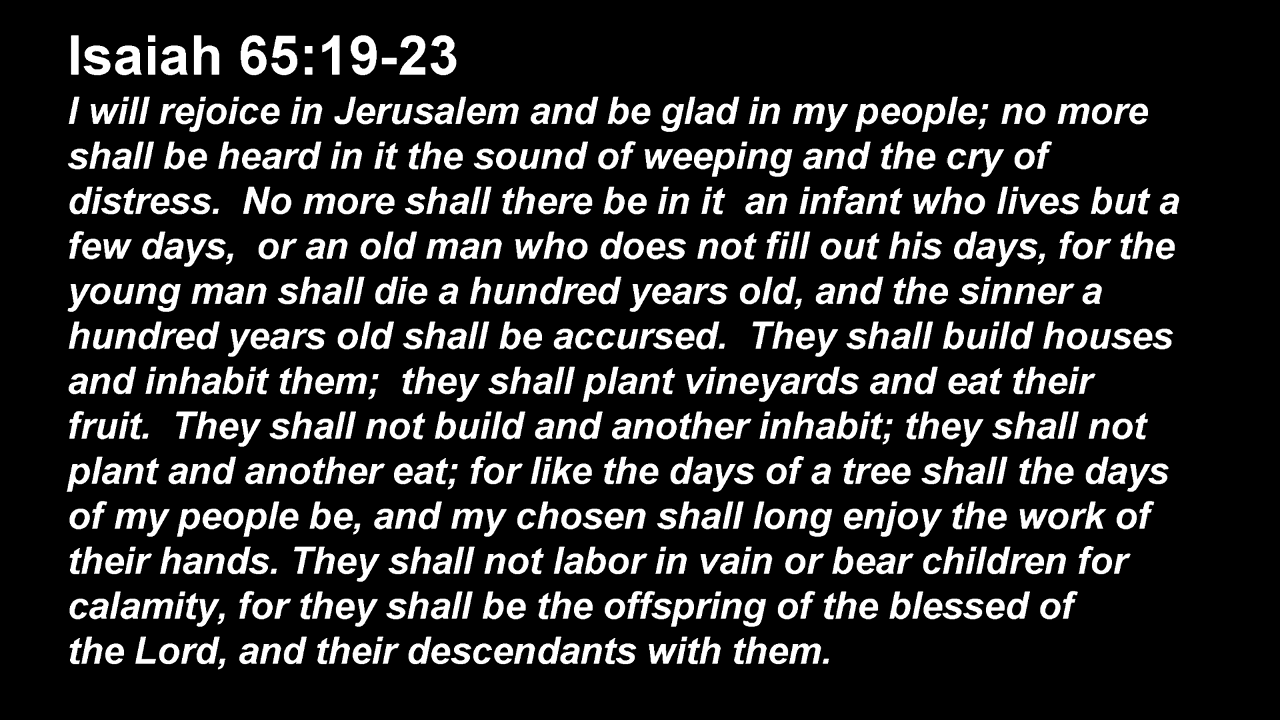 Isaiah 65:19-23
I will rejoice in Jerusalem and be glad in my people; no more
shall be heard in it the sound of weeping and the cry of
distress.  No more shall there be in it  an infant who lives but a
few days,  or an old man who does not fill out his days, for the
young man shall die a hundred years old, and the sinner a
hundred years old shall be accursed.  They shall build houses
and inhabit them;  they shall plant vineyards and eat their
fruit.  They shall not build and another inhabit; they shall not
plant and another eat; for like the days of a tree shall the days
of my people be, and my chosen shall long enjoy the work of
their hands. They shall not labor in vain or bear children for
calamity, for they shall be the offspring of the blessed of
the Lord, and their descendants with them.